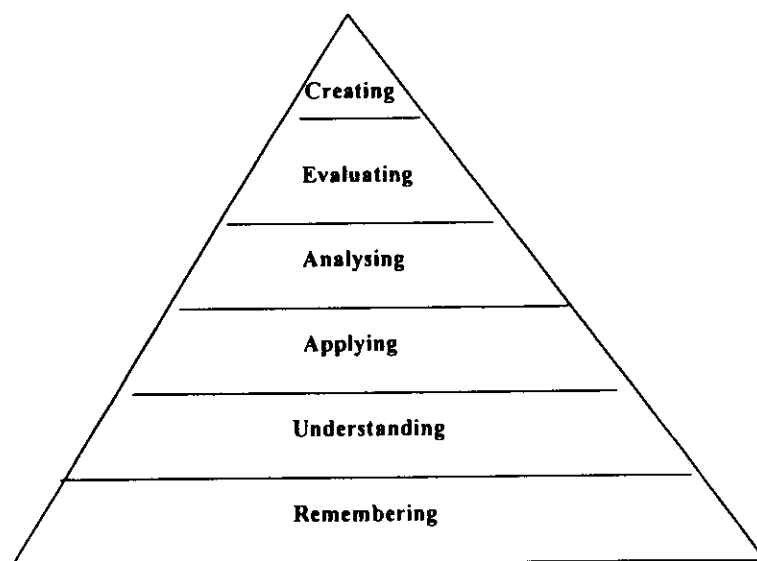 Creating
Evaluating
Analysing
Applying
Understanding
Remembering